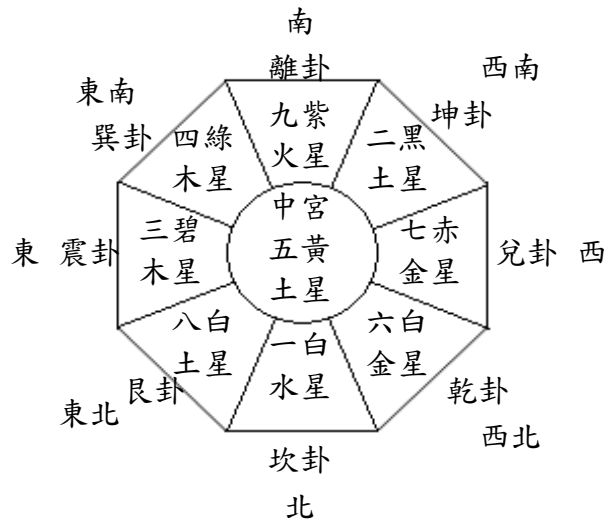 南
離卦
西南
坤卦
東南
巽卦
九紫
火星
二黑
土星
四綠
木星
中宮
五黃
土星
七赤
金星
兌卦 西
東 震卦
三碧
木星
八白
土星
一白
水星
六白
金星
艮卦
東北
乾卦
西北
坎卦
北